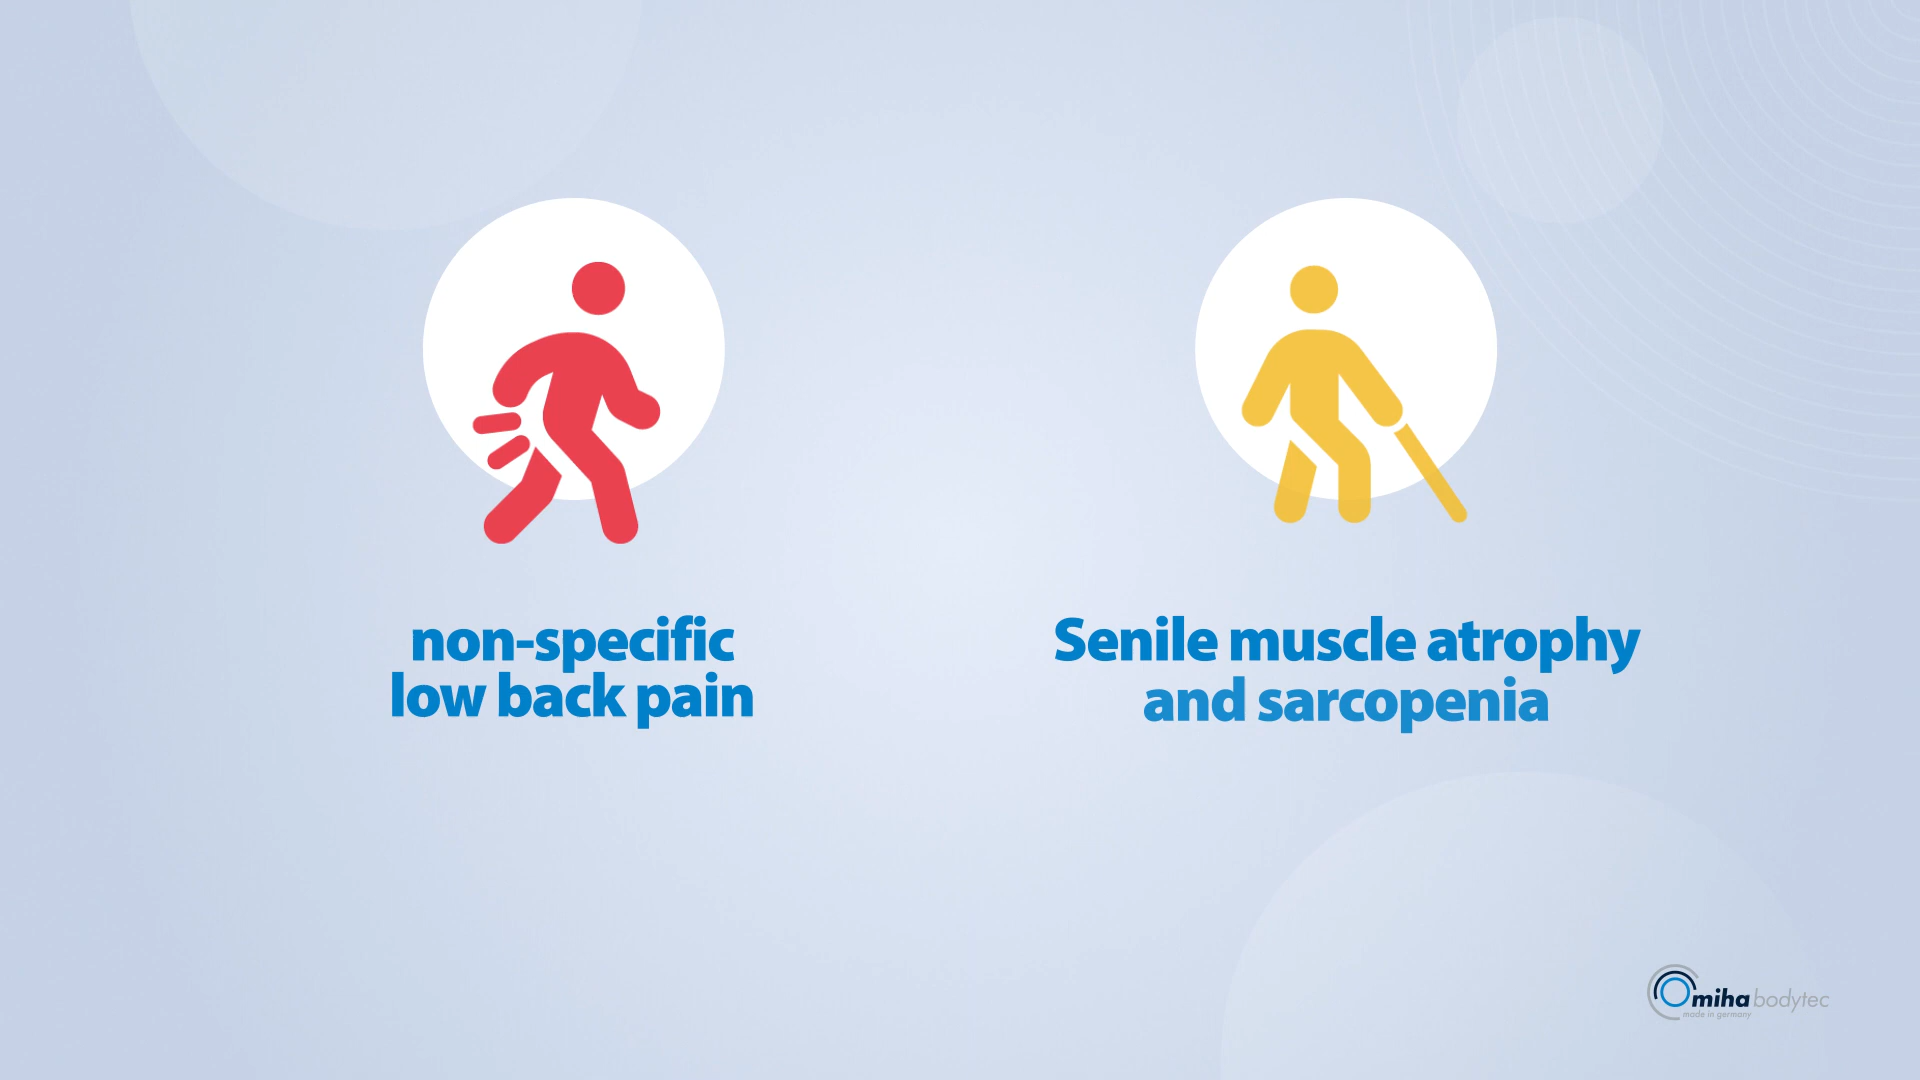 non-specific
low back pain
Senile muscle atrophy
and sarcopenia
miha bodytec
made in germany